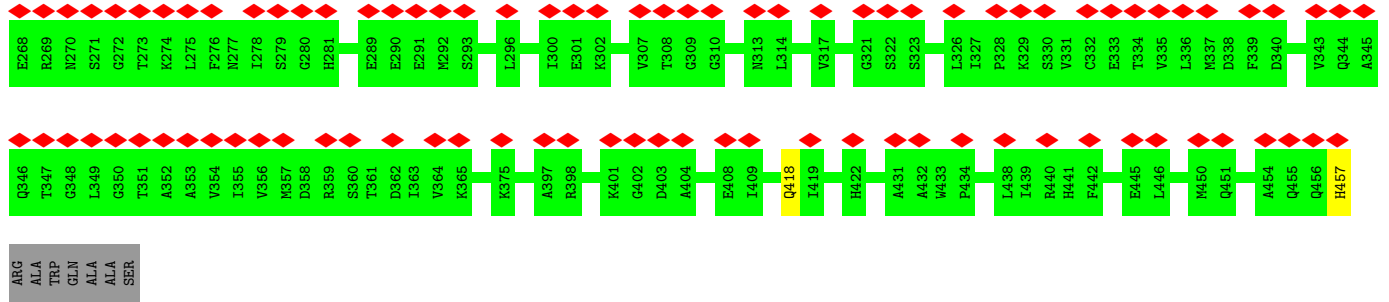 E268 R269 N270 S271 G272 T273 K274 L275 F276 N277 I278 S279 G280 H281 E289 E290 E291 M292 S293 L296 I300 E301 K302 V307 T308 G309 G310 N313 L314 V317 G321 S322 S323 L326 I327 P328 K329 S330 V331 C332 E333 T334 V335 L336 M337 D338 F339 D340 V343 Q344 A345
Q346 T347 G348 L349 G350 T351 A352 A353 V354 I355 V356 M357 D358 R359 S360 T361 D362 I363 V364 K365 K375 A397 R398 K401 G402 D403 A404 E408 I409 Q418 I419 H422 A431 A432 W433 P434 L438 I439 R440 H441 F442 E445 L446 M450 Q451 A454 Q455 Q456 H457
ARG ALA TRP GLN ALA ALA SER